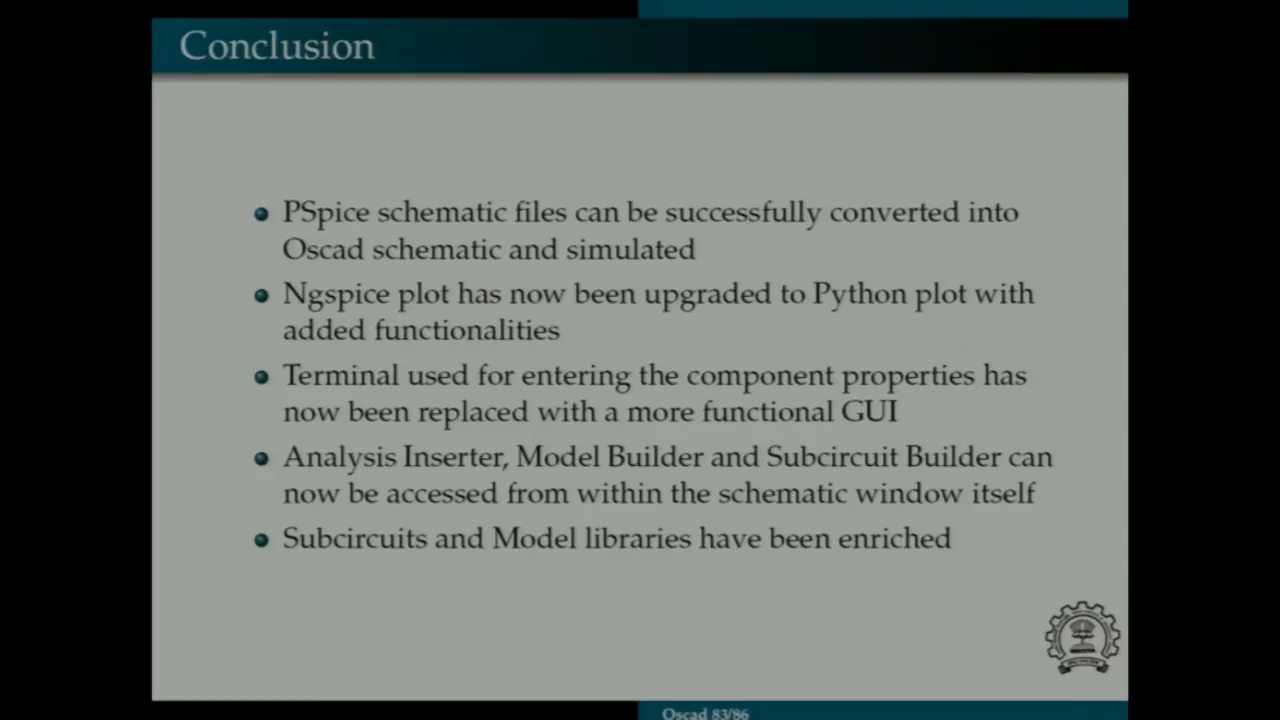 Conclusion
PSpice schematic files can be successfully converted into
Oscad schematic and simulated
Ngspice plot has now been upgraded to Python plot with
added functionalities
Terminal used for entering the component properties has
now been replaced with a more functional GUI
Analysis Inserter, Model Builder and Subcircuit Builder can
now be accessed from within the schematic window itself
Subcircuits and Model libraries have been enriched
Oscad 83/86